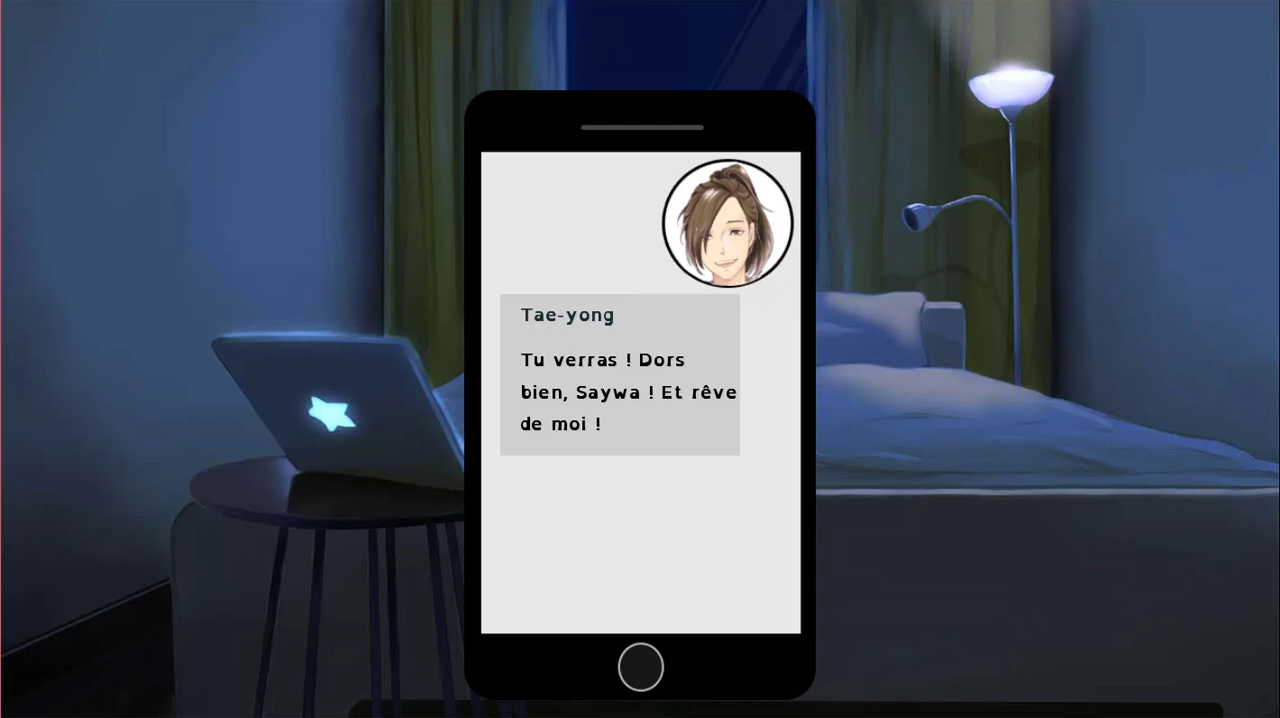 Tae-yong
Tu verras ! Dors
bien, Saywa ! Et rêve
de moi !